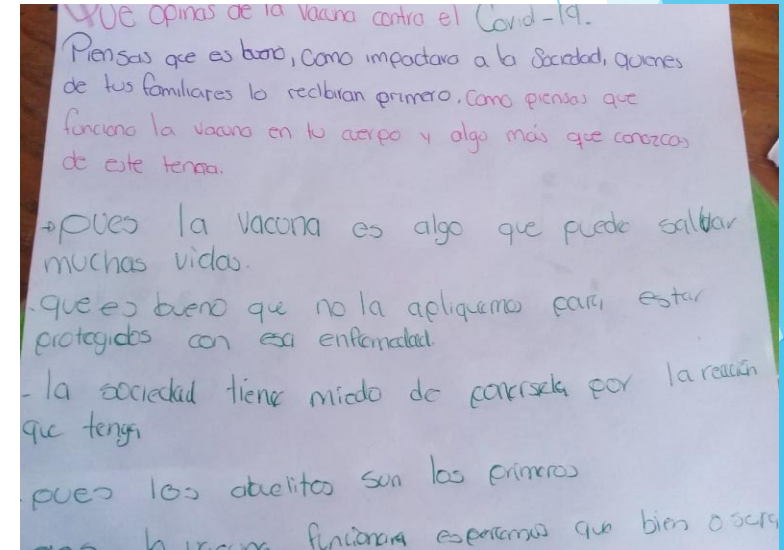 Que opinas de la vacuna contra el Covid-19.
Piensas qce es bueno, como impactara a la Sociedad, quienes
de tus familiares lo recibiran primero. Como piensas que
funciona la vacuna en tu cuerpo y algo más que conozcas
de este tema.
→pues la vacuna es algo que puede salvar
muchas vidas.
-que es bueno que no la apliquemos para estar
protegidos con esa enfermedad.
- la sociedad tiene miedo de ponersela por la reacción
que tenga
- pues los abuelitos son los primeros
funcionara esperemos que bien o sera